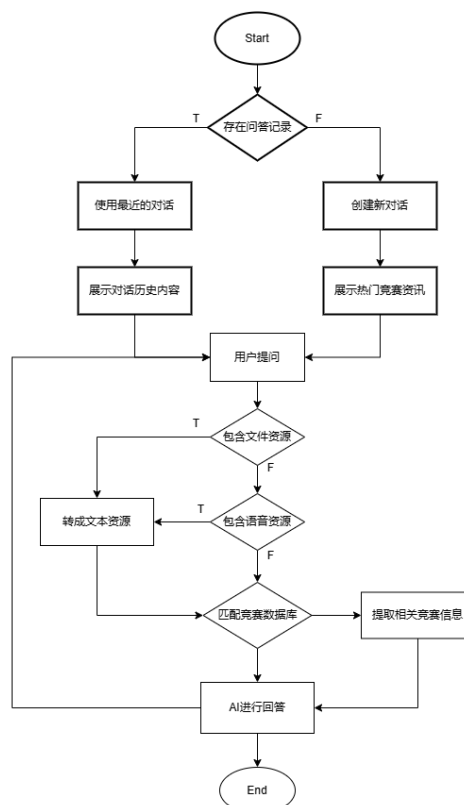 Start
存在问答记录
T
F
使用最近的对话
创建新对话
展示对话历史内容
展示热门竞赛资讯
用户提问
包含文件资源
T
F
转成文本资源
包含语音资源
T
F
匹配竞赛数据库
提取相关竞赛信息
AI进行回答
End